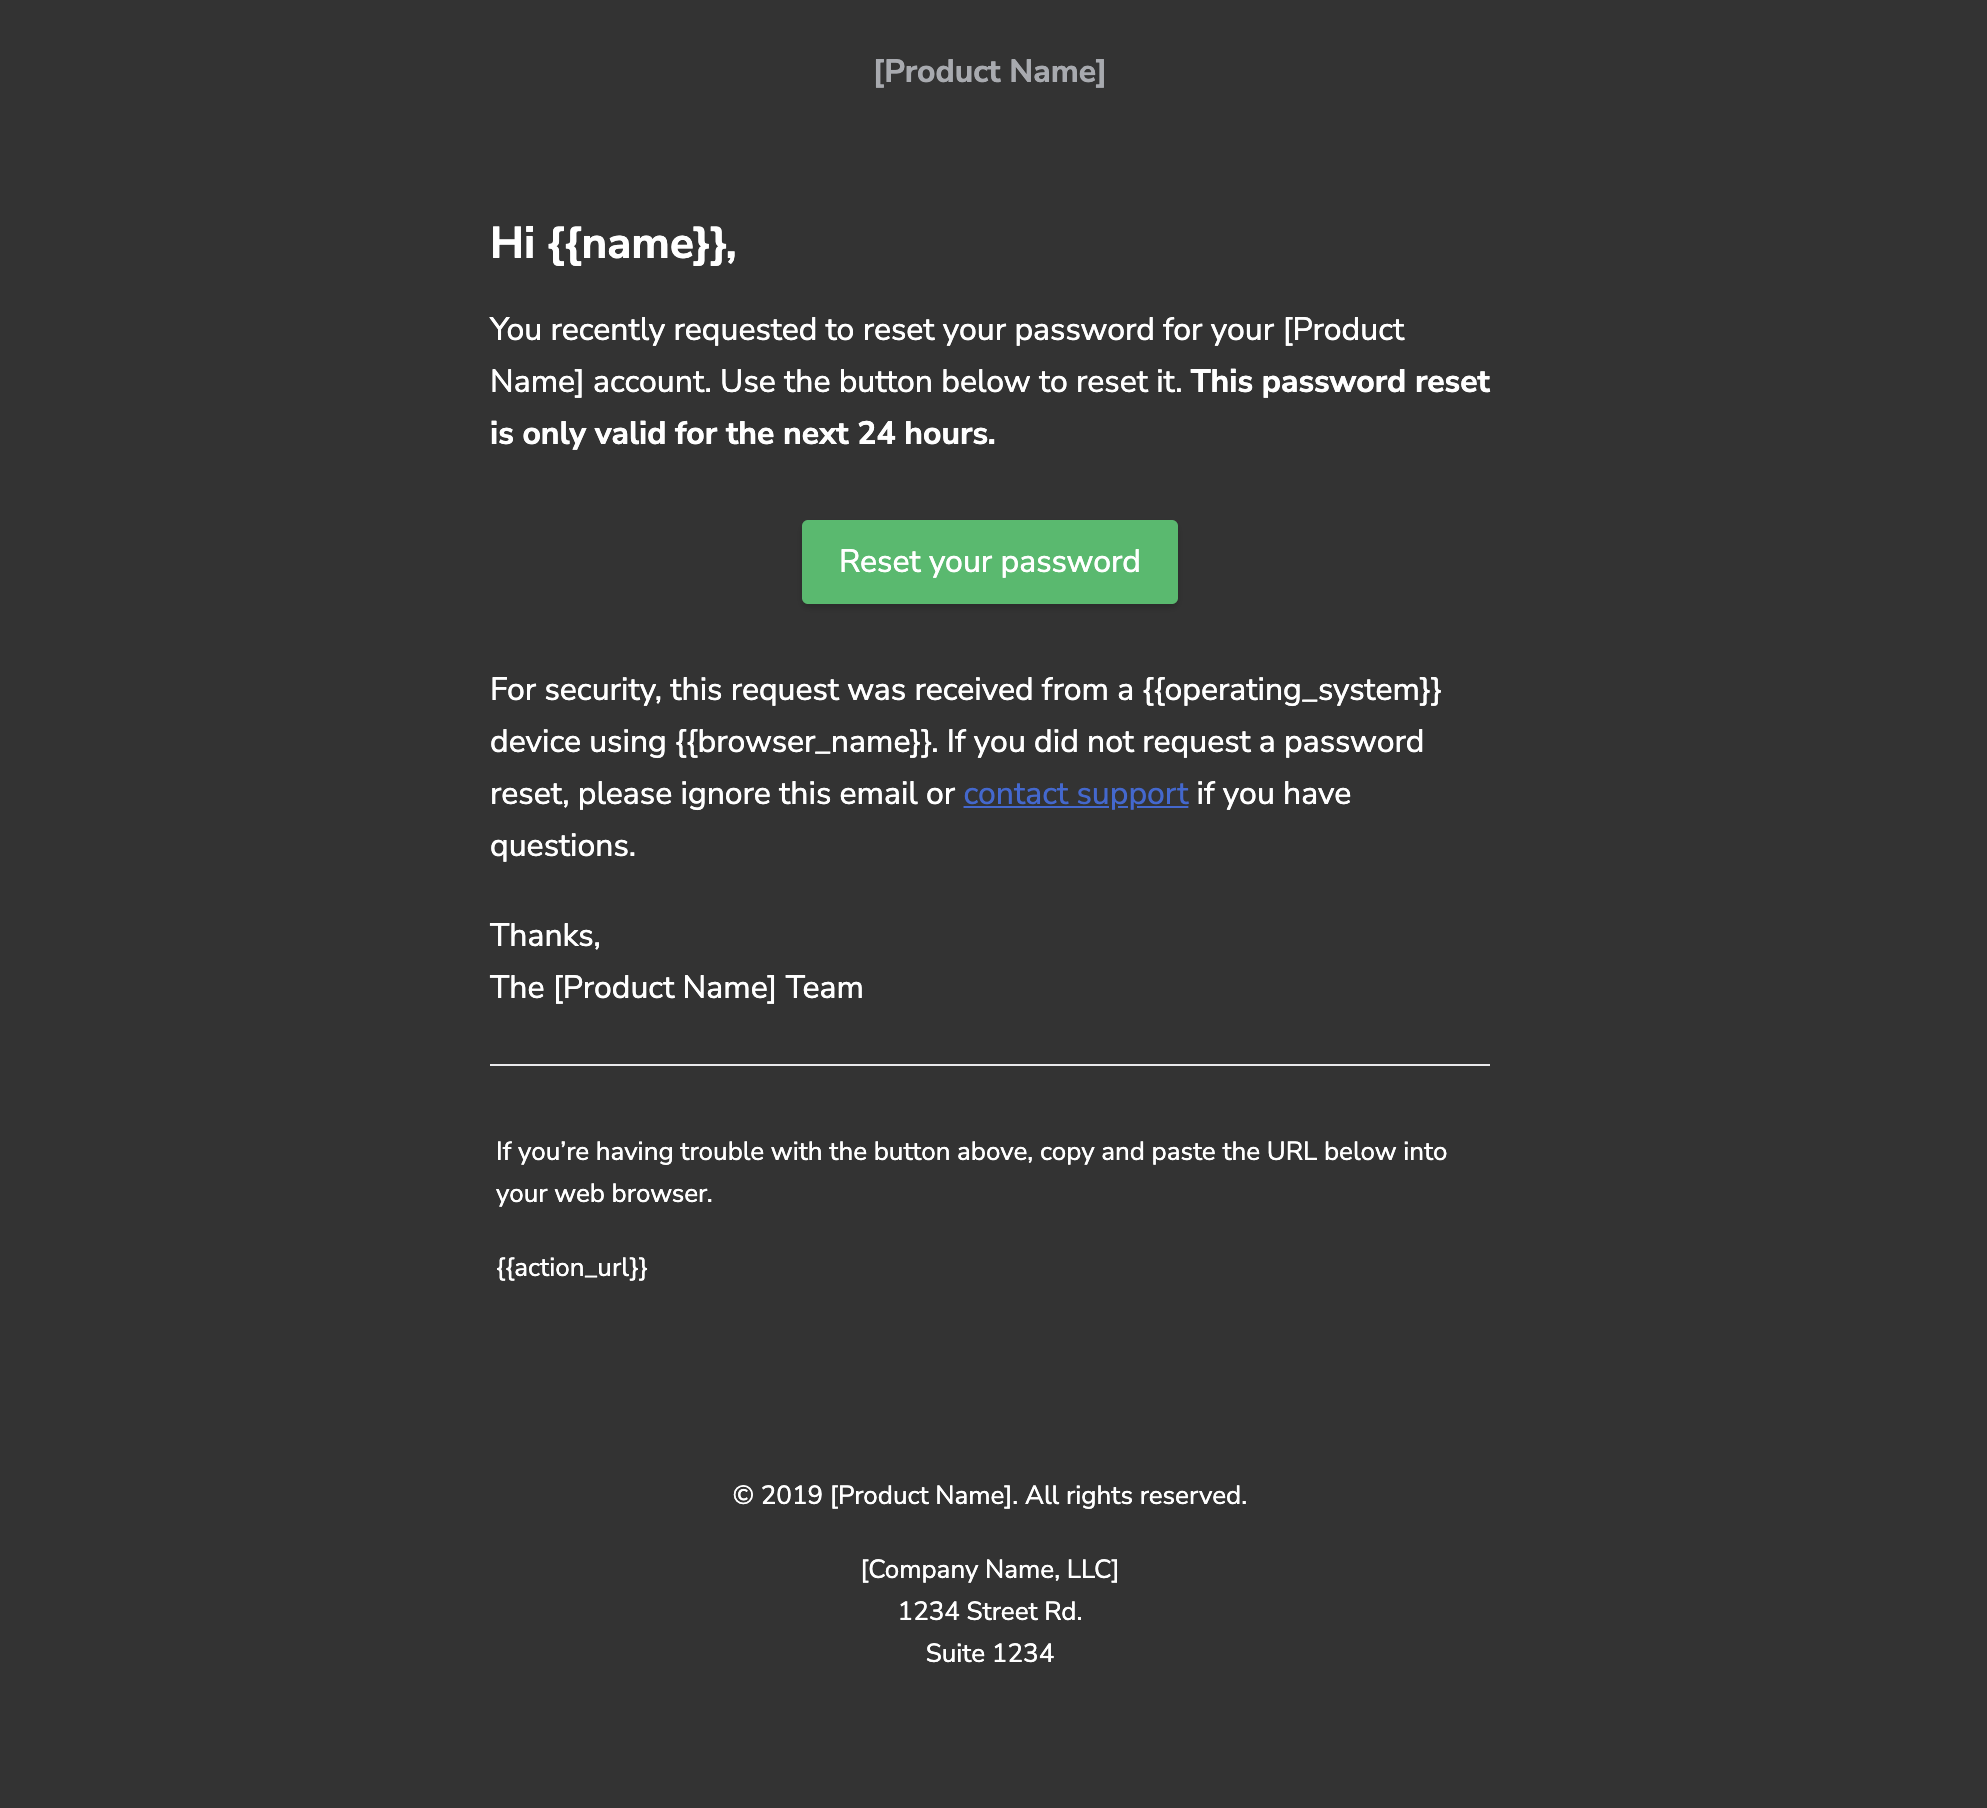 [Product Name]
Hi {{name}},
You recently requested to reset your password for your [Product
Name] account. Use the button below to reset it. This password reset
is only valid for the next 24 hours.
Reset your password
For security, this request was received from a {{operating_system}}
device using {{browser_name}}. If you did not request a password
reset, please ignore this email or contact support if you have
questions.
Thanks,
The [Product Name] Team
If you’re having trouble with the button above, copy and paste the URL below into
your web browser.
{{action_url}}
© 2019 [Product Name]. All rights reserved.
[Company Name, LLC]
1234 Street Rd.
Suite 1234